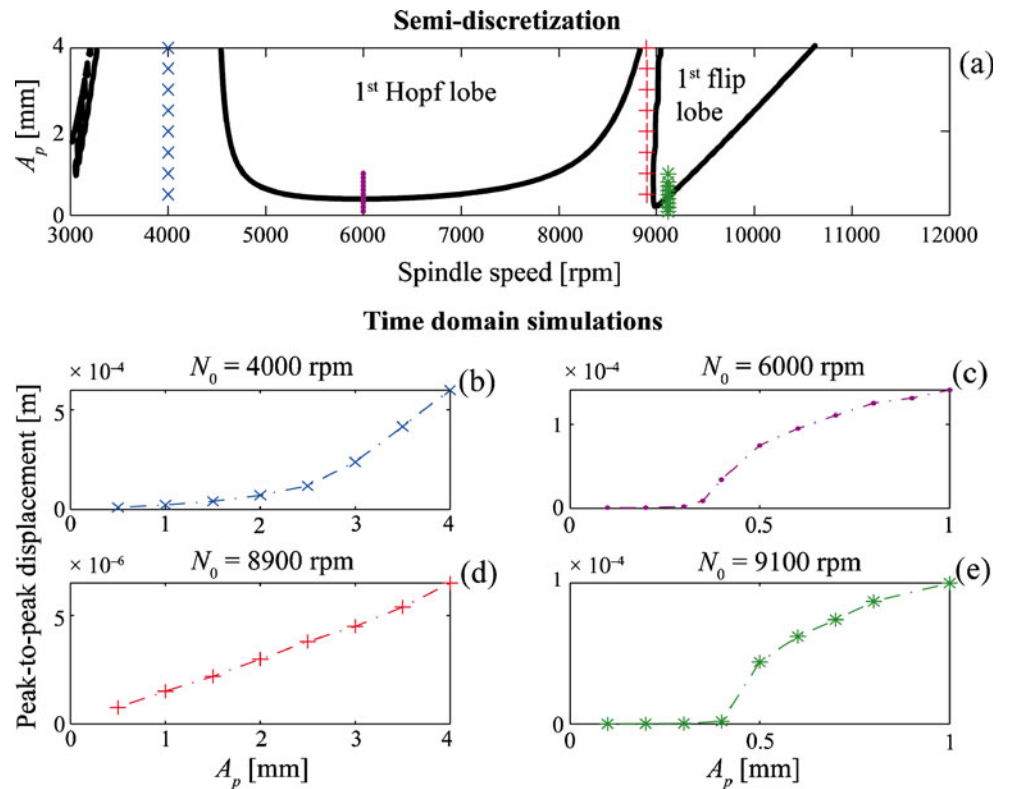 Semi-discretization
(a)
A_p [mm]
4
2
0
1st Hopf lobe
1st flip
lobe
3000 4000 5000 6000 7000 8000 9000 10000 11000 12000
Spindle speed [rpm]
Time domain simulations
Peak-to-peak displacement [m]
× 10⁻⁴
N₀ = 4000 rpm
(b)
5
0
0 1 2 3 4
× 10⁻⁴
N₀ = 6000 rpm
(c)
1
0
0 0.5 1
× 10⁻⁶
N₀ = 8900 rpm
(d)
5
0
0 1 2 3 4
A_p [mm]
× 10⁻⁴
N₀ = 9100 rpm
(e)
1
0
0 0.5 1
A_p [mm]